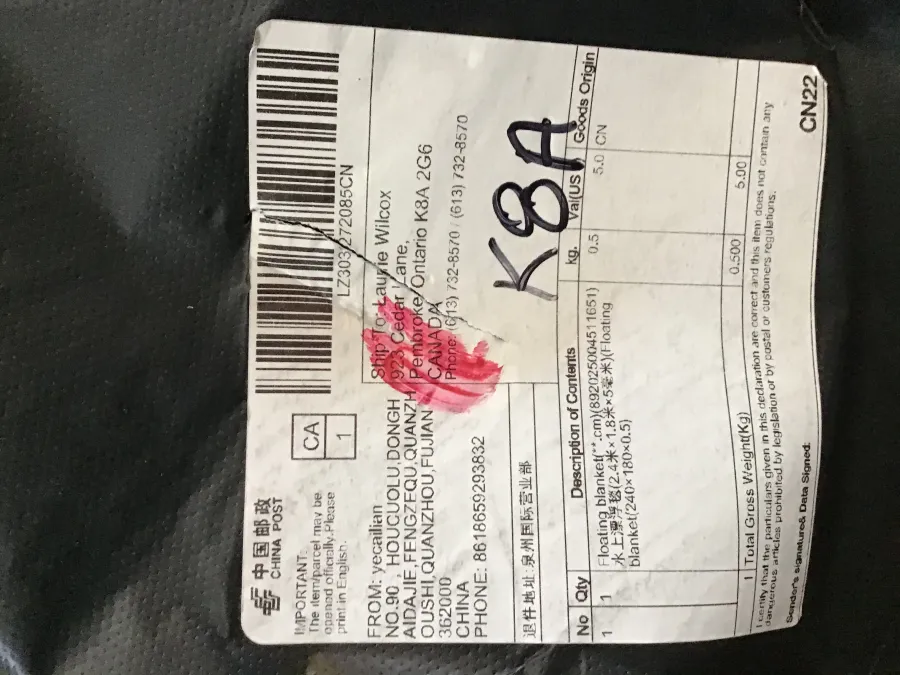 中国邮政
CHINA POST
IMPORTANT:
The item/parcel may be
opened officially.Please
print in English.
CA
1
LZ303272085CN
FROM: yecailian
NO.90 , HOUGUOLU,DONGH
AIDAJIE,FENGZEQU,QUANZH
OUSHI,QUANZHOU,FUJIAN
362000
CHINA
PHONE: 8618659293832
Ship To: Laurie Wilcox
923 Cedar Lane,
Pembroke/Ontario K8A 2G6
CANADA
Phone: (613) 732-8570 / (613) 732-8570
K8A
退件地址:泉州国际营业部
No Qty Description of Contents kg. Val(US Goods Origin
1 1 Floating blanket(**.cm)(892025004511651) 0.5 5.0 CN
水上漂浮毯(2.4米×1.8米×5毫米)(Floating
blanket(240×180×0.5)
1 Total Gross Weight(Kg) 0.500 5.00
I certify that the particulars given in this declaration are correct and this item does not contain any
dangerous articles prohibited by legislation or by postal or customers regulations.
Sender's signature& Data Signed:
CN22